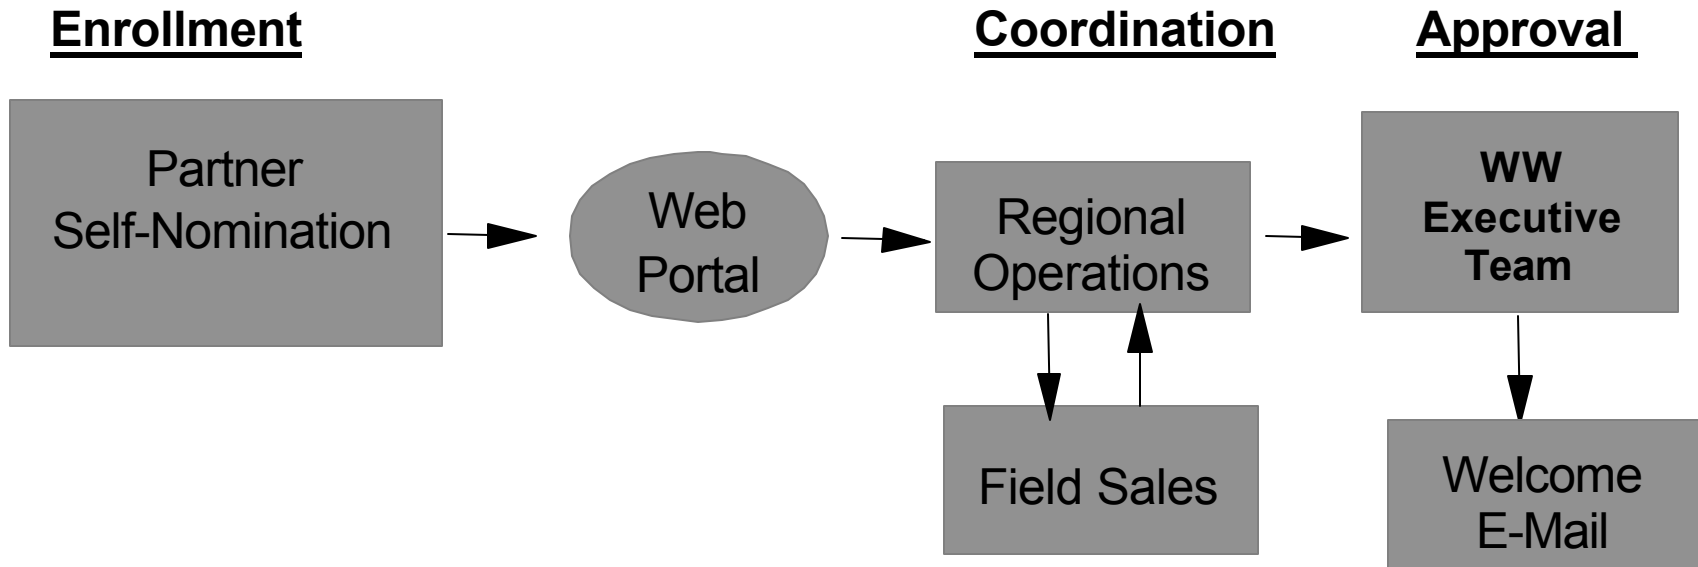 Enrollment
Coordination
Approval
Partner
Self-Nomination
Web
Portal
Regional
Operations
WW
Executive
Team
Field Sales
Welcome
E-Mail